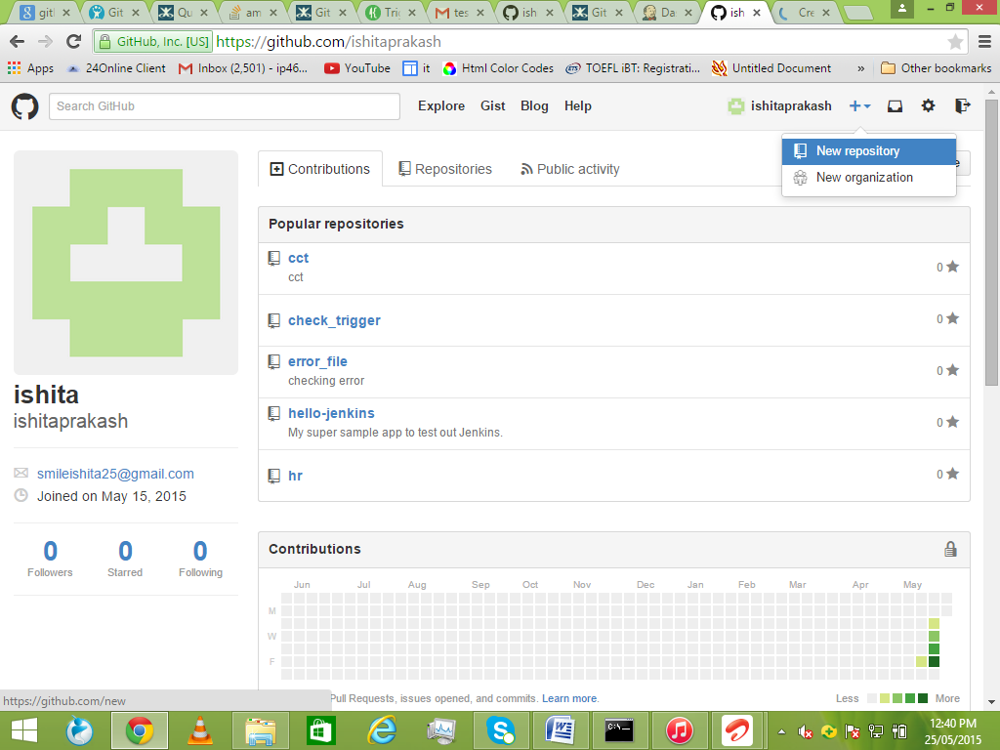 git
Git
Qu
am
Git
Tri
tes
ish
Git
Da
ish
Cre
GitHub, Inc. [US]
https://github.com/ishitaprakash
Apps
24Online Client
Inbox (2,501) - ip46...
YouTube
it
Html Color Codes
TOEFL iBT: Registrati...
Untitled Document
»
Other bookmarks
Search GitHub
Explore
Gist
Blog
Help
ishitaprakash
New repository
New organization
Contributions
Repositories
Public activity
Popular repositories
cct
cct
0
check_trigger
0
error_file
checking error
0
hello-jenkins
My super sample app to test out Jenkins.
0
hr
0
ishita
ishitaprakash
smileishita25@gmail.com
Joined on May 15, 2015
0
Followers
0
Starred
0
Following
Contributions
Jun Jul Aug Sep Oct Nov Dec Jan Feb Mar Apr May
M
W
F
Pull Requests, issues opened, and commits. Learn more.
Less
More
https://github.com/new
12:40 PM
25/05/2015